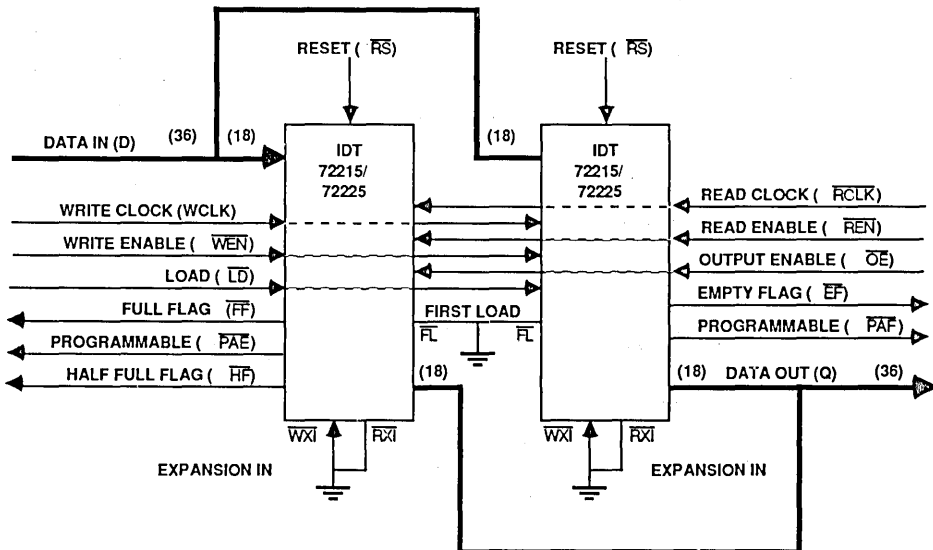 RESET ( RS)
RESET ( RS)
DATA IN (D) (36) (18)
(18)
IDT
72215/
72225
IDT
72215/
72225
WRITE CLOCK (WCLK)
READ CLOCK ( RCLK)
WRITE ENABLE ( WEN)
READ ENABLE ( REN)
LOAD ( LD)
OUTPUT ENABLE ( OE)
FULL FLAG (FF)
FIRST LOAD
EMPTY FLAG ( EF)
PROGRAMMABLE ( PAE)
FL
FL
PROGRAMMABLE ( PAF)
HALF FULL FLAG ( HF)
(18)
(18) DATA OUT (Q) (36)
WXI
RXI
WXI
RXI
EXPANSION IN
EXPANSION IN